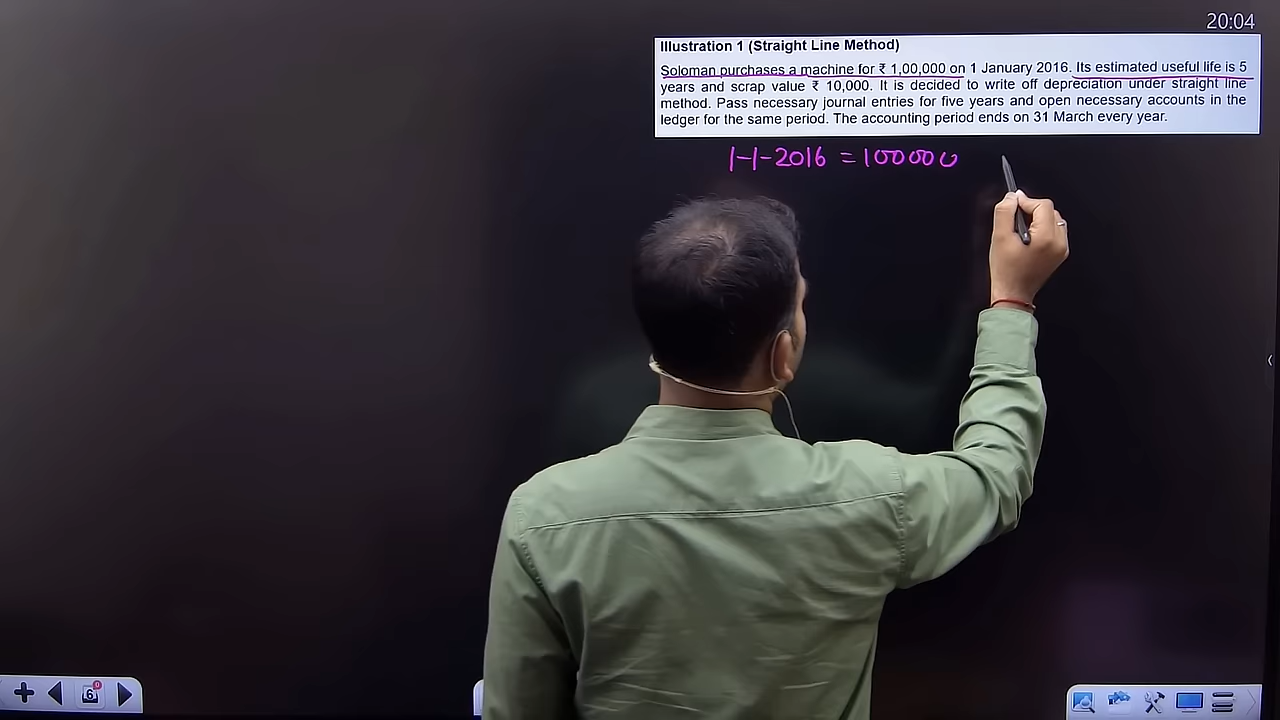 20:04
Illustration 1 (Straight Line Method)
Soloman purchases a machine for ₹ 1,00,000 on 1 January 2016. Its estimated useful life is 5
years and scrap value ₹ 10,000. It is decided to write off depreciation under straight line
method. Pass necessary journal entries for five years and open necessary accounts in the
ledger for the same period. The accounting period ends on 31 March every year.
1-1-2016 = 100000
6